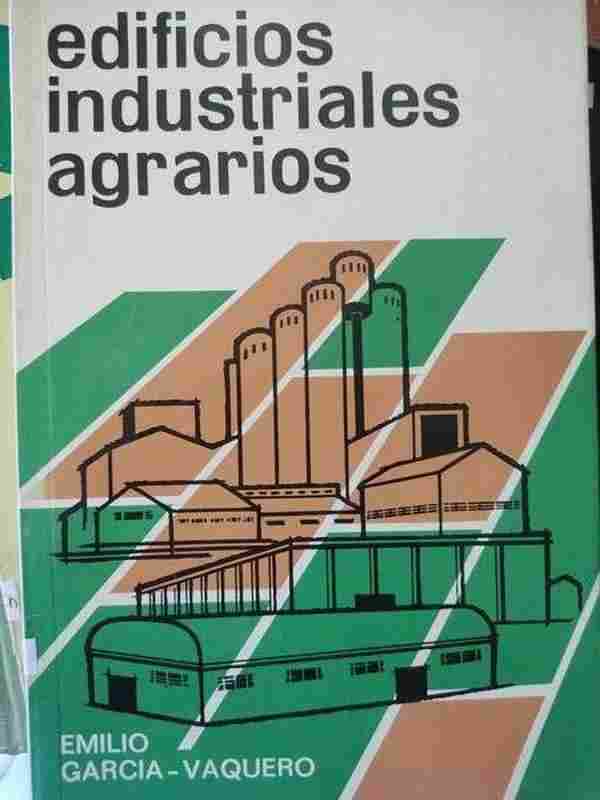 edificios
industriales
agrarios
EMILIO
GARCIA-VAQUERO